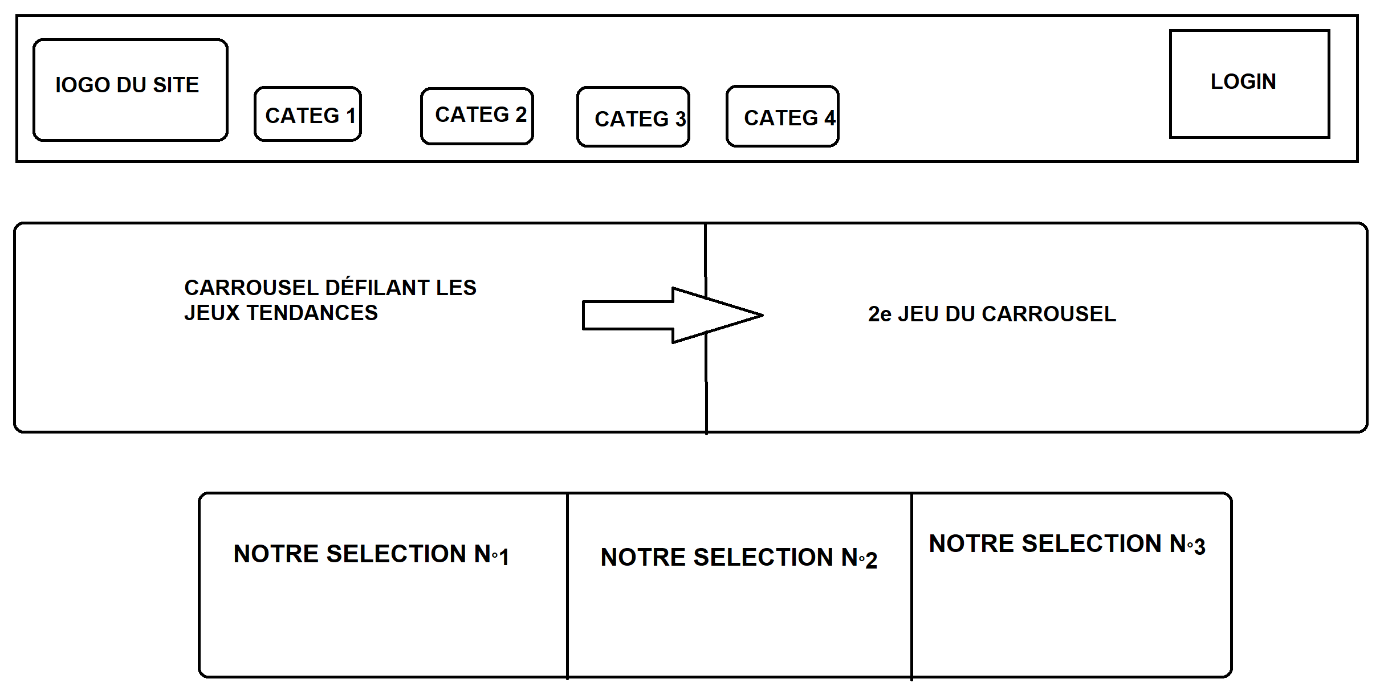 lOGO DU SITE
CATEG 1
CATEG 2
CATEG 3
CATEG 4
LOGIN
CARROUSEL DÉFILANT LES
JEUX TENDANCES
2e JEU DU CARROUSEL
NOTRE SELECTION N°1
NOTRE SELECTION N°2
NOTRE SELECTION N°3